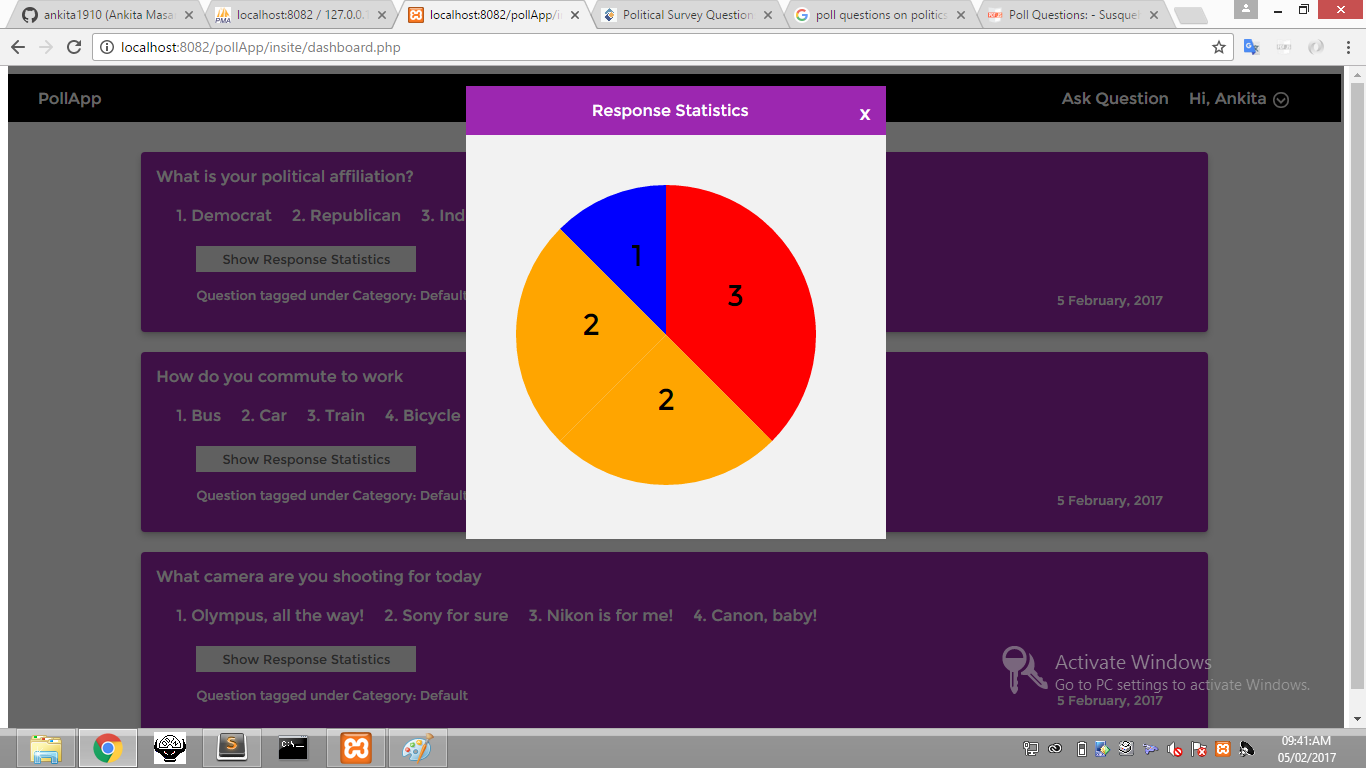 ankita1910 (Ankita Masa
localhost:8082 / 127.0.0.1
localhost:8082/pollApp/in
Political Survey Question
poll questions on politics
Poll Questions: - Susquel
localhost:8082/pollApp/insite/dashboard.php
PollApp
Ask Question
Hi, Ankita
Response Statistics
x
What is your political affiliation?
1. Democrat 2. Republican 3. Ind
Show Response Statistics
Question tagged under Category: Default
5 February, 2017
1
3
2
2
How do you commute to work
1. Bus 2. Car 3. Train 4. Bicycle
Show Response Statistics
Question tagged under Category: Default
5 February, 2017
What camera are you shooting for today
1. Olympus, all the way! 2. Sony for sure 3. Nikon is for me! 4. Canon, baby!
Show Response Statistics
Question tagged under Category: Default
5 February, 2017
Activate Windows
Go to PC settings to activate Windows.
09:41:AM
05/02/2017